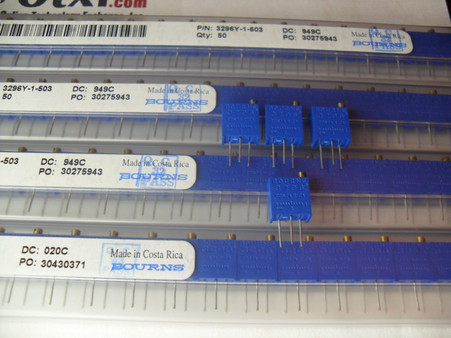 P/N: 3296Y-1-503 DC: 949C
Qty: 50 PO: 30275943
3296Y-1-503 DC: 949C Made in Costa Rica
50 PO: 30275943 BOURNS
PASS
-503 DC: 949C Made in Costa Rica
PO: 30275943 BOURNS
PASS
DC: 020C Made in Costa Rica
PO: 30430371 BOURNS